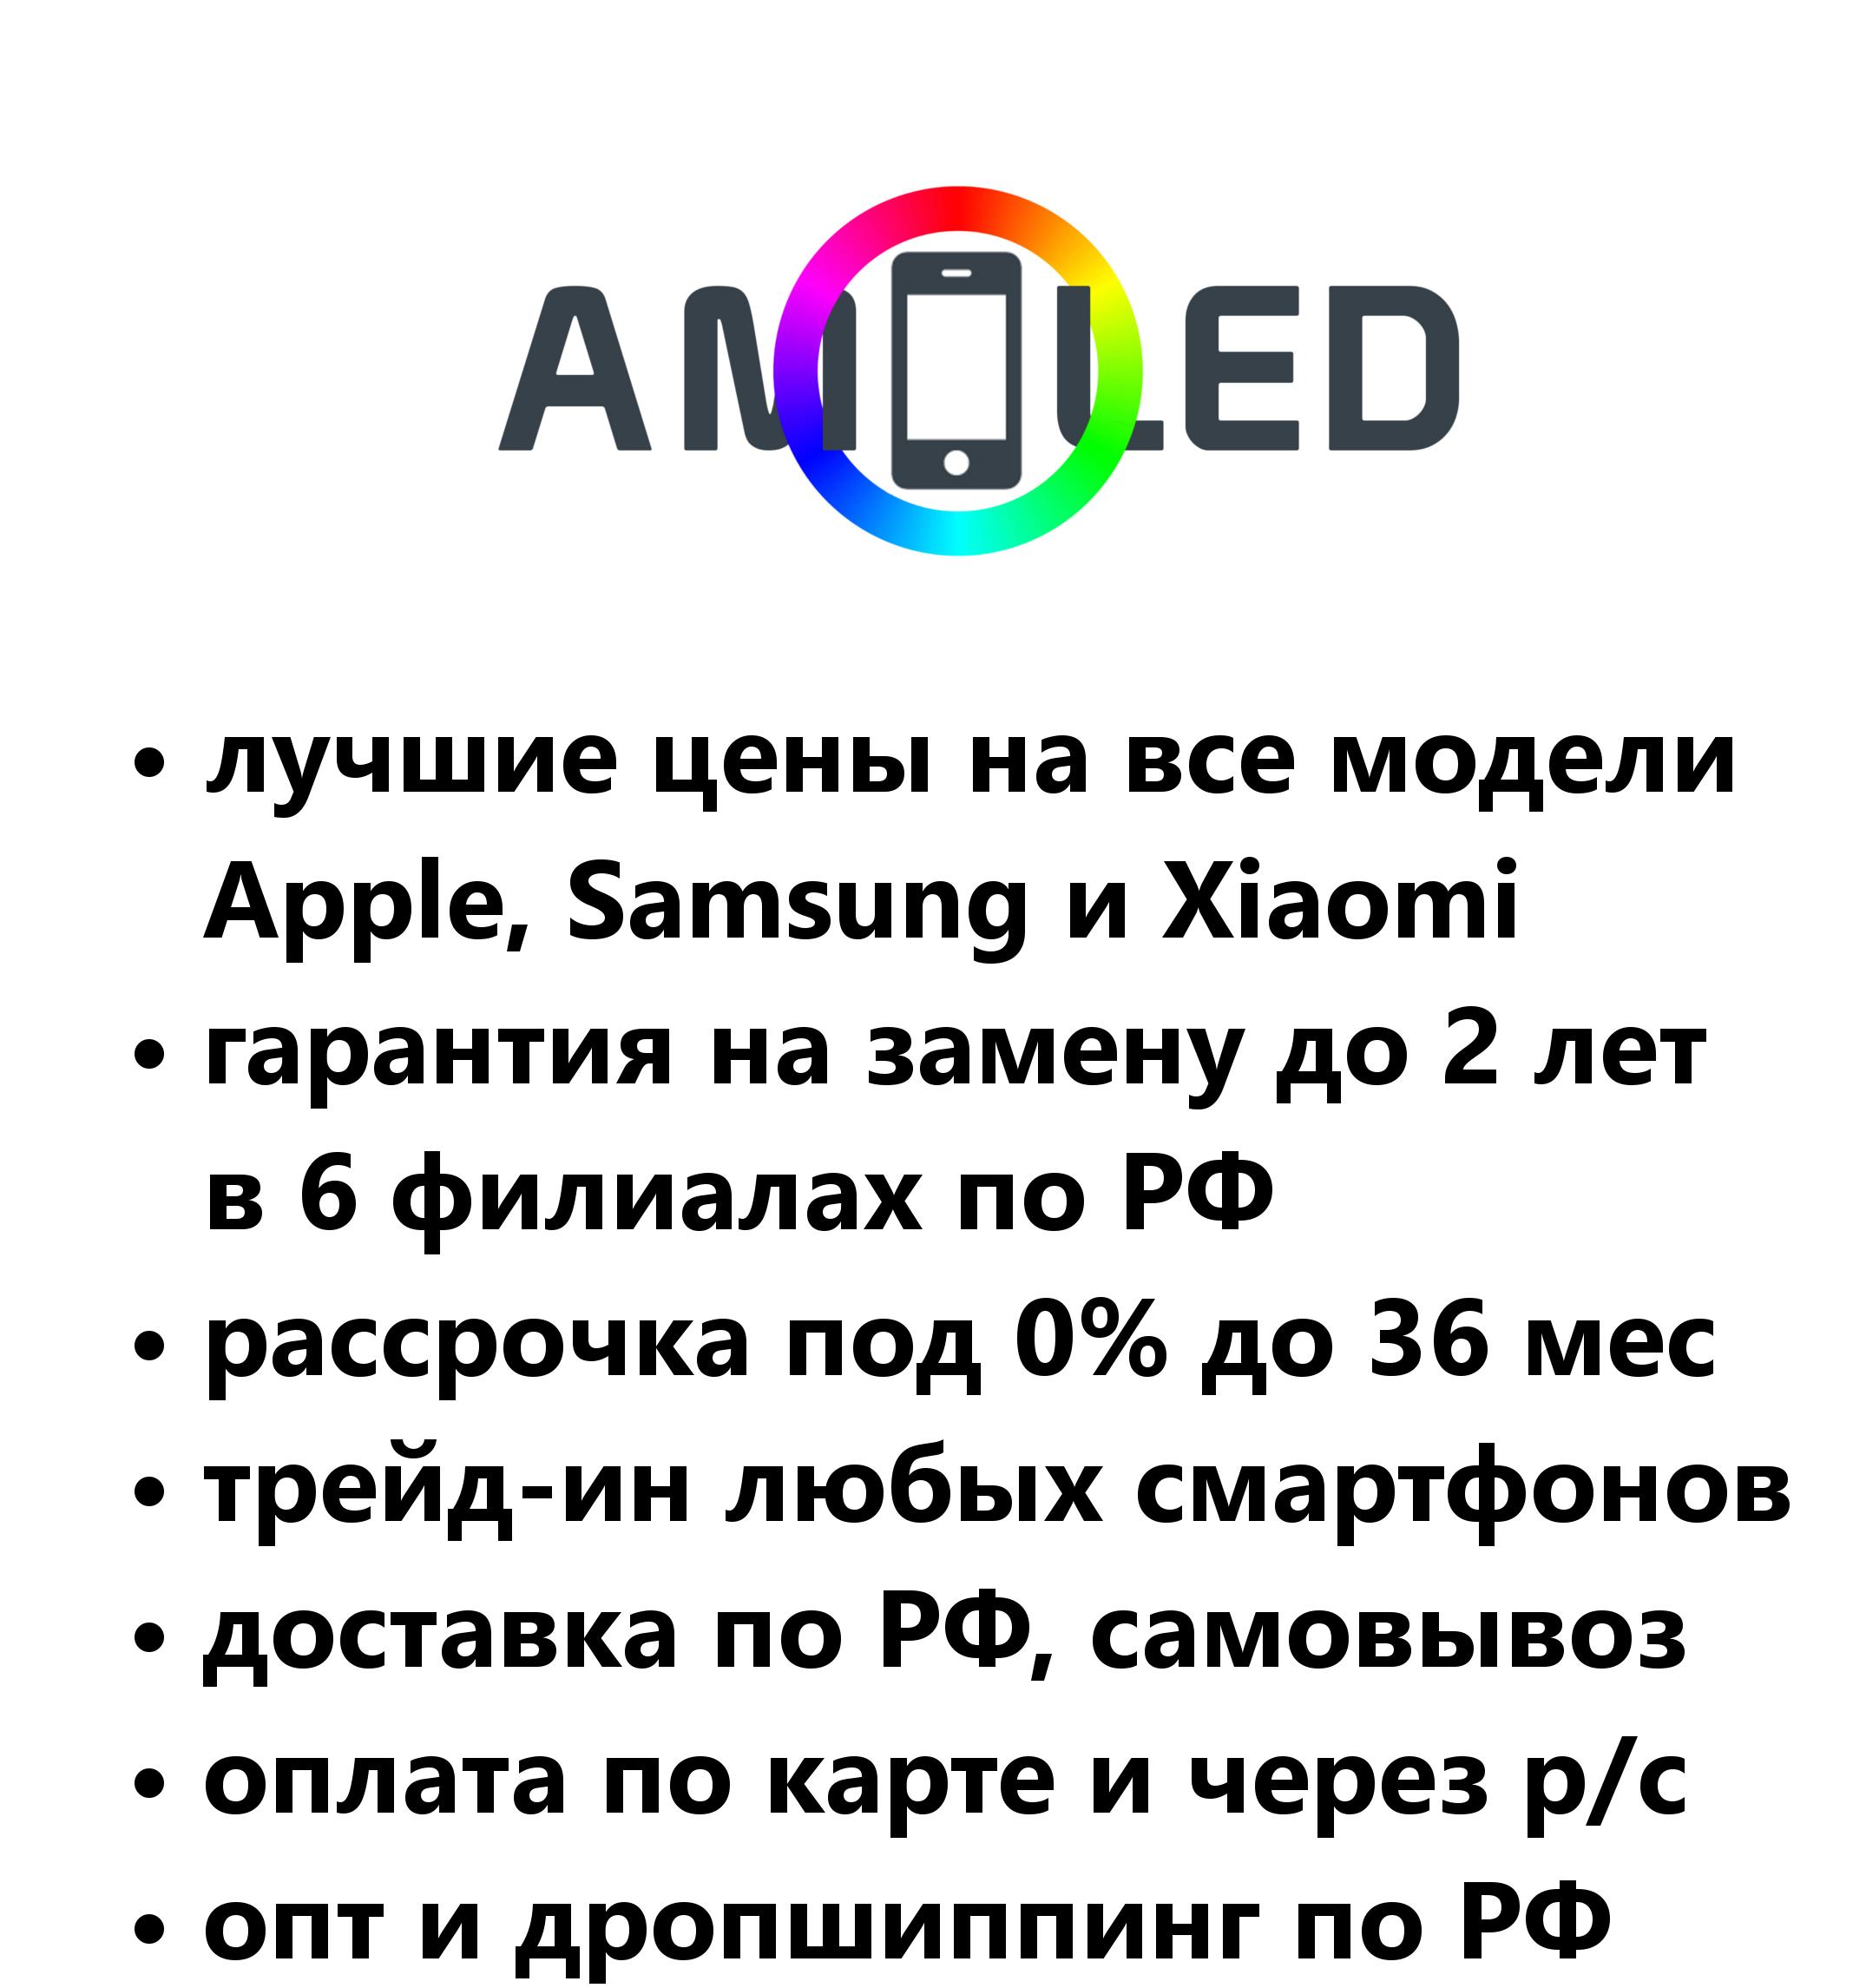 AMOLED
• лучшие цены на все модели
Apple, Samsung и Xiaomi
• гарантия на замену до 2 лет
в 6 филиалах по РФ
• рассрочка под 0% до 36 мес
• трейд-ин любых смартфонов
• доставка по РФ, самовывоз
• оплата по карте и через р/с
• опт и дропшиппинг по РФ